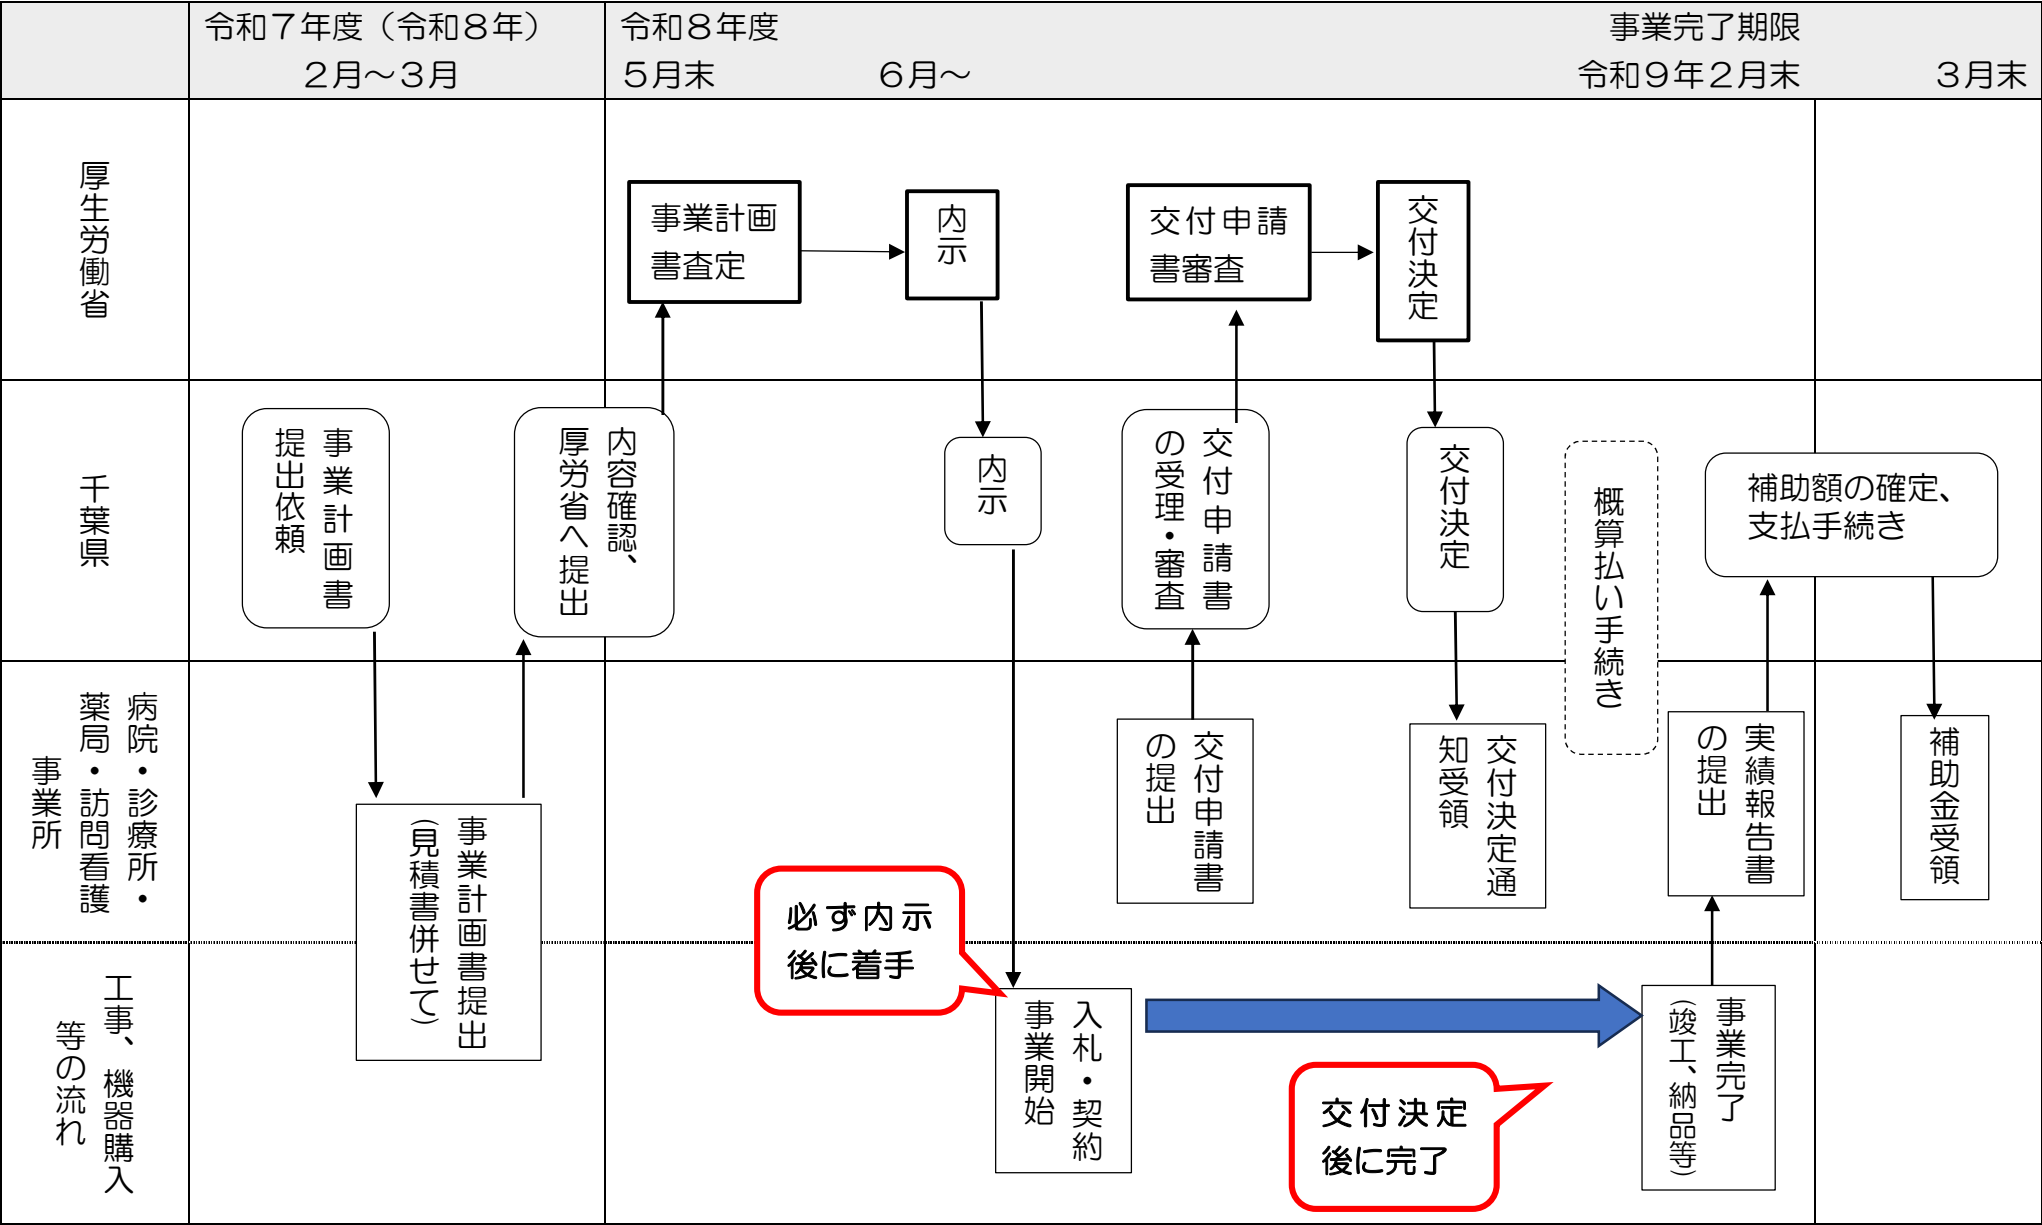 令和７年度（令和８年）
２月～３月
令和８年度
５月末
６月～
事業完了期限
令和９年２月末
３月末
厚生労働省
事業計画
書査定
内示
交付申請
書審査
交付決定
千葉県
事業計画書
提出依頼
内容確認、
厚労省へ提出
内示
交付申請書
の受理・審査
交付決定
概算払い手続き
補助額の確定、
支払手続き
病院・診療所・
薬局・訪問看護
事業所
事業計画書提出
（見積書併せて）
交付申請書
の提出
交付決定通
知受領
実績報告書
の提出
補助金受領
必ず内示
後に着手
工事、機器購入
等の流れ
入札・契約
事業開始
交付決定
後に完了
事業完了
（竣工、納品等）